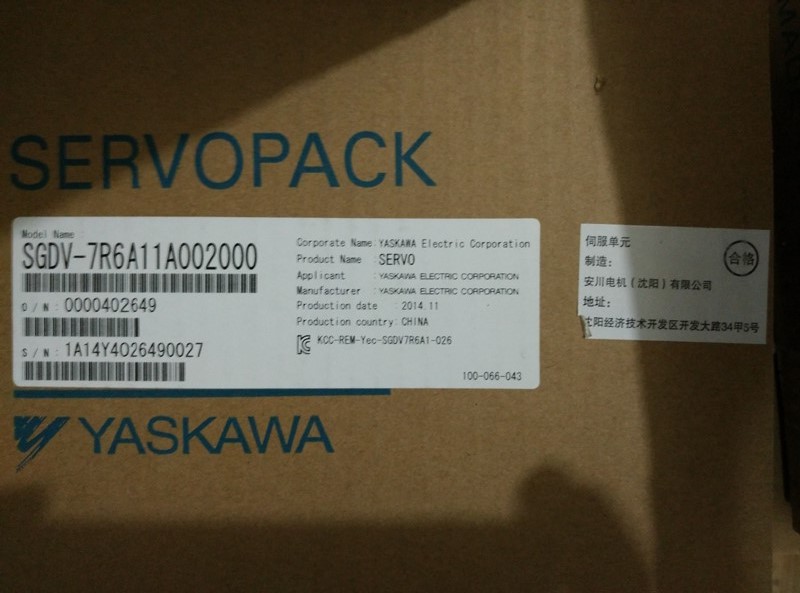 SERVOPACK
Model Name :
SGDV-7R6A11A002000
O/N: 0000402649
S/N: 1A14Y4026490027
Corporate Name: YASKAWA Electric Corporation
Product Name : SERVO
Applicant : YASKAWA ELECTRIC CORPORATION
Manufacturer : YASKAWA ELECTRIC CORPORATION
Production date : 2014.11
Production country: CHINA
KCC-REM-Yec-SGDV7R6A1-026
100-066-043
伺服单元
合格
制造:
安川电机(沈阳)有限公司
地址:
沈阳经济技术开发区开发大路34甲5号
YASKAWA